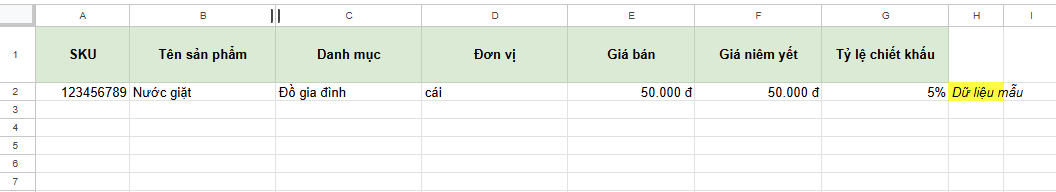 A B C D E F G H I
1 SKU Tên sản phẩm Danh mục Đơn vị Giá bán Giá niêm yết Tỷ lệ chiết khấu
2 123456789 Nước giặt Đồ gia đình cái 50.000 đ 50.000 đ 5% Dữ liệu mẫu
3
4
5
6
7